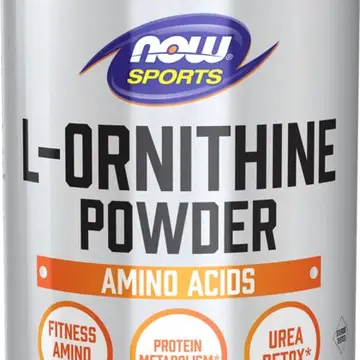 NOW
SPORTS
L-ORNITHINE
POWDER
AMINO ACIDS
FITNESS
AMINO
PROTEIN
METABOLISM*
UREA
DETOX*